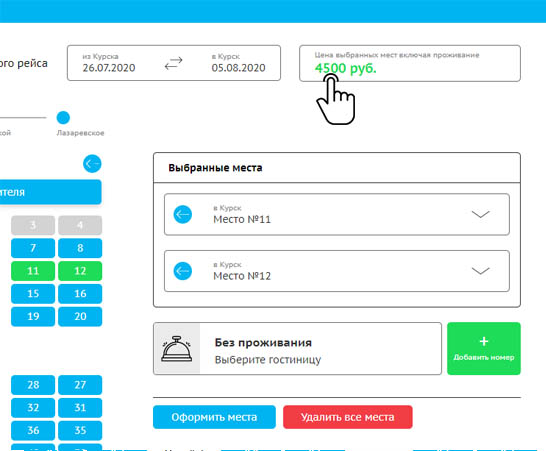 ого рейса
из Курска
26.07.2020
в Курск
05.08.2020
Цена выбранных мест включая проживание
4500 руб.
кой
Лазаревское
ителя
3 4
7 8
11 12
15 16
19 20
28 27
32 31
36 35
Выбранные места
в Курск
Место №11
в Курск
Место №12
Без проживания
Выберите гостиницу
+
Добавить номер
Оформить места
Удалить все места